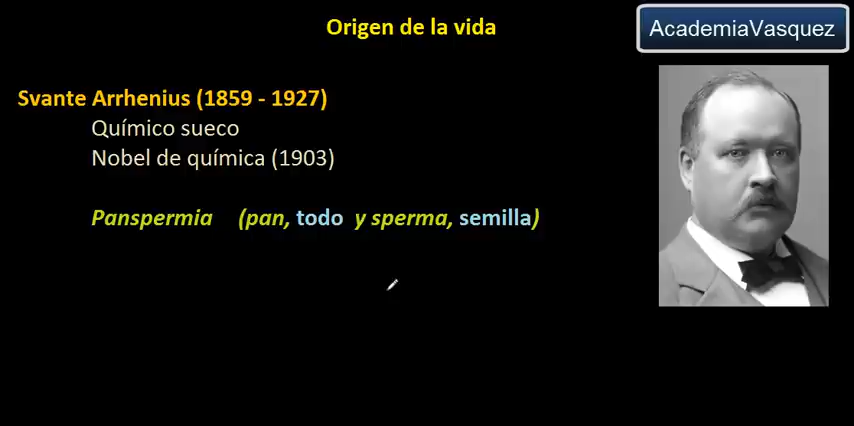 Origen de la vida
AcademiaVasquez
Svante Arrhenius (1859 - 1927)
Químico sueco
Nobel de química (1903)
Panspermia (pan, todo y sperma, semilla)